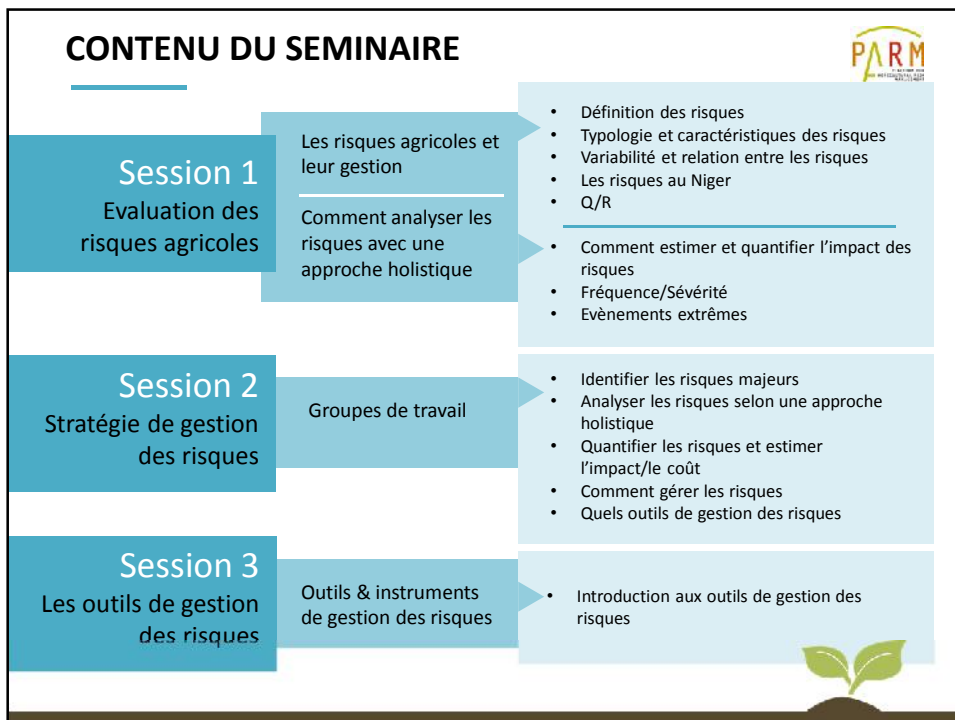 CONTENU DU SEMINAIRE
PARM
Session 1
Evaluation des
risques agricoles
Les risques agricoles et
leur gestion
Comment analyser les
risques avec une
approche holistique
• Définition des risques
• Typologie et caractéristiques des risques
• Variabilité et relation entre les risques
• Les risques au Niger
• Q/R
• Comment estimer et quantifier l'impact des
risques
• Fréquence/Sévérité
• Evènements extrêmes
Session 2
Stratégie de gestion
des risques
Groupes de travail
• Identifier les risques majeurs
• Analyser les risques selon une approche
holistique
• Quantifier les risques et estimer
l'impact/le coût
• Comment gérer les risques
• Quels outils de gestion des risques
Session 3
Les outils de gestion
des risques
Outils & instruments
de gestion des risques
• Introduction aux outils de gestion des
risques